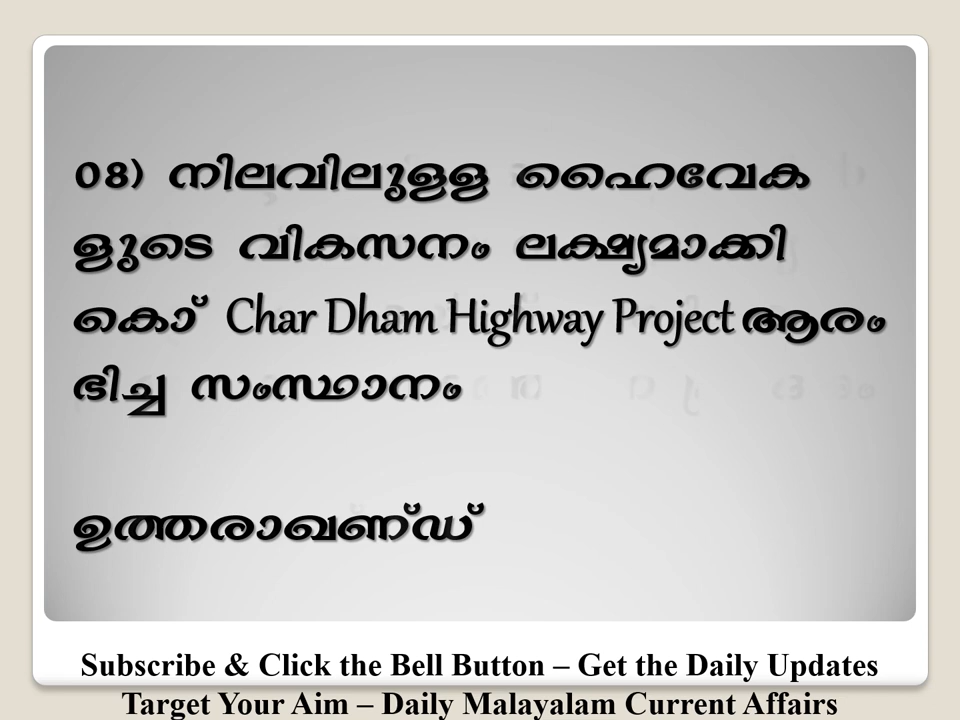 08) നിലവിലുളള ഹൈവേക
ളുടെ വികസനം ലക്ഷ്യമാക്കി
കൊ് Char Dham Highway Project ആരം
ഭിച്ച സംസ്ഥാനം
ഉത്തരാഖണ്ഡ്
Subscribe & Click the Bell Button – Get the Daily Updates
Target Your Aim – Daily Malayalam Current Affairs